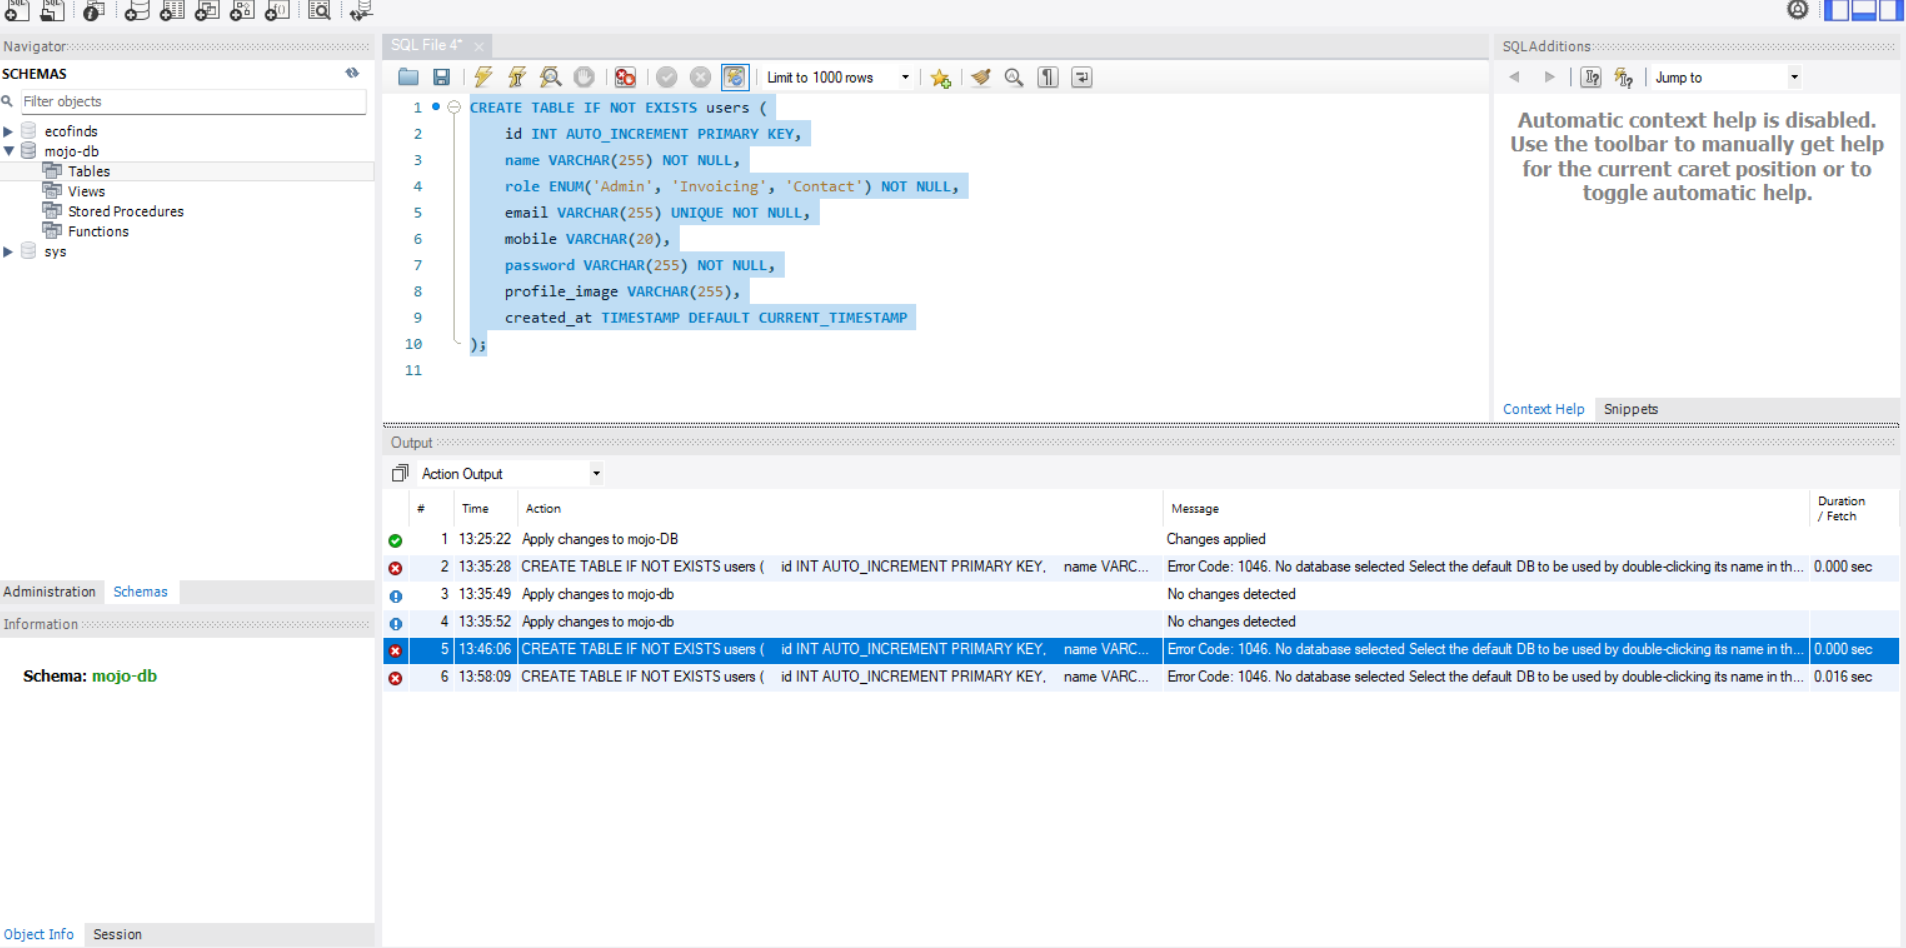 SQL
SQL
Navigator
SCHEMAS
Filter objects
ecofinds
mojo-db
Tables
Views
Stored Procedures
Functions
sys
Administration
Schemas
Information
Schema: mojo-db
Object Info
Session
SQL File 4*
Limit to 1000 rows
1 CREATE TABLE IF NOT EXISTS users (
2 id INT AUTO_INCREMENT PRIMARY KEY,
3 name VARCHAR(255) NOT NULL,
4 role ENUM('Admin', 'Invoicing', 'Contact') NOT NULL,
5 email VARCHAR(255) UNIQUE NOT NULL,
6 mobile VARCHAR(20),
7 password VARCHAR(255) NOT NULL,
8 profile_image VARCHAR(255),
9 created_at TIMESTAMP DEFAULT CURRENT_TIMESTAMP
10 );
11
SQLAdditions
Jump to
Automatic context help is disabled.
Use the toolbar to manually get help
for the current caret position or to
toggle automatic help.
Context Help
Snippets
Output
Action Output
# Time Action Message Duration / Fetch
1 13:25:22 Apply changes to mojo-DB Changes applied
2 13:35:28 CREATE TABLE IF NOT EXISTS users ( id INT AUTO_INCREMENT PRIMARY KEY, name VARC... Error Code: 1046. No database selected Select the default DB to be used by double-clicking its name in th... 0.000 sec
3 13:35:49 Apply changes to mojo-db No changes detected
4 13:35:52 Apply changes to mojo-db No changes detected
5 13:46:06 CREATE TABLE IF NOT EXISTS users ( id INT AUTO_INCREMENT PRIMARY KEY, name VARC... Error Code: 1046. No database selected Select the default DB to be used by double-clicking its name in th... 0.000 sec
6 13:58:09 CREATE TABLE IF NOT EXISTS users ( id INT AUTO_INCREMENT PRIMARY KEY, name VARC... Error Code: 1046. No database selected Select the default DB to be used by double-clicking its name in th... 0.016 sec